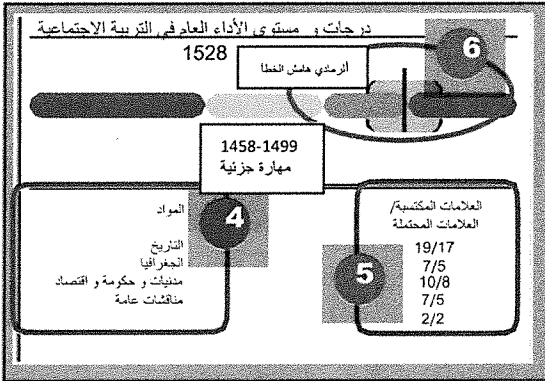 درجات و مستوى الأداء العام في التربية الاجتماعية
1528
6
ألرمادي هامش الخطأ
1458-1499
مهارة جزئية
4
المواد
التاريخ
الجغرافيا
مدنيات و حكومة و اقتصاد
مناقشات عامة
5
العلامات المكتسبة/
العلامات المحتملة
19/17
7/5
10/8
7/5
2/2